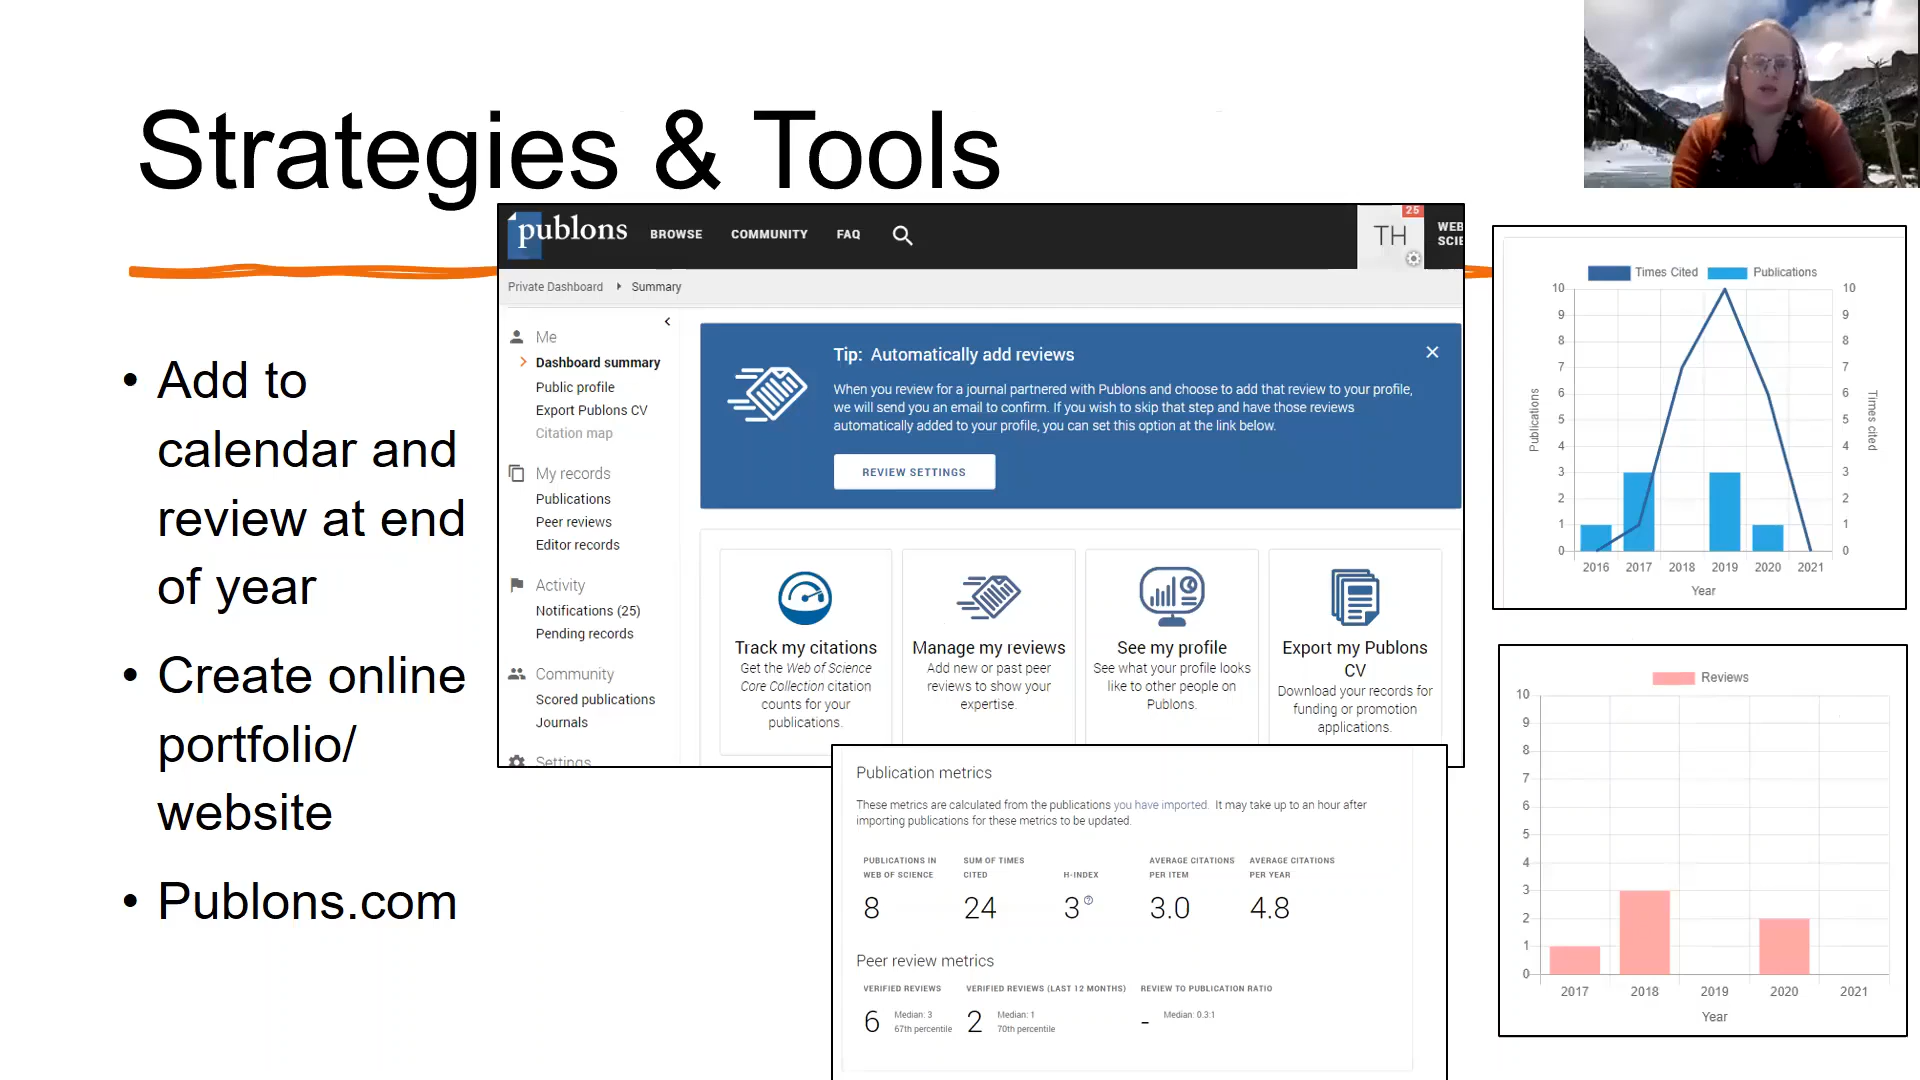 Strategies & Tools
• Add to
calendar and
review at end
of year
• Create online
portfolio/
website
• Publons.com
publons
BROWSE
COMMUNITY
FAQ
TH
25
WEB
SCIE
Private Dashboard
Summary
Me
Dashboard summary
Public profile
Export Publons CV
Citation map
My records
Publications
Peer reviews
Editor records
Activity
Notifications (25)
Pending records
Community
Scored publications
Journals
Settings
Tip: Automatically add reviews
When you review for a journal partnered with Publons and choose to add that review to your profile,
we will send you an email to confirm. If you wish to skip that step and have those reviews
automatically added to your profile, you can set this option at the link below.
REVIEW SETTINGS
Track my citations
Get the Web of Science
Core Collection citation
counts for your
publications.
Manage my reviews
Add new or past peer
reviews to show your
expertise.
See my profile
See what your profile looks
like to other people on
Publons.
Export my Publons
CV
Download your records for
funding or promotion
applications.
Publication metrics
These metrics are calculated from the publications you have imported. It may take up to an hour after
importing publications for these metrics to be updated.
PUBLICATIONS IN
WEB OF SCIENCE
8
SUM OF TIMES
CITED
24
H-INDEX
3
AVERAGE CITATIONS
PER ITEM
3.0
AVERAGE CITATIONS
PER YEAR
4.8
Peer review metrics
VERIFIED REVIEWS
6
Median: 3
67th percentile
VERIFIED REVIEWS (LAST 12 MONTHS)
2
Median: 1
70th percentile
REVIEW TO PUBLICATION RATIO
-
Median: 0.3:1
Times Cited
Publications
10
9
8
7
6
5
4
3
2
1
0
Publications
10
9
8
7
6
5
4
3
2
1
0
Times cited
2016 2017 2018 2019 2020 2021
Year
Reviews
10
9
8
7
6
5
4
3
2
1
0
2017 2018 2019 2020 2021
Year